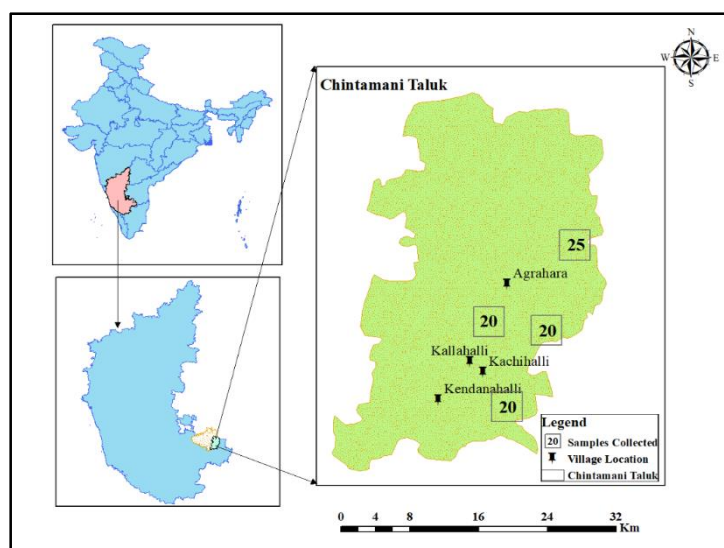 N
W E
S
Chintamani Taluk
25
Agrahara
20 20
Kallahalli
Kachihalli
Kendanahalli
20
Legend
20 Samples Collected
Village Location
Chintamani Taluk
0 2 4 8 16 24 32
Km